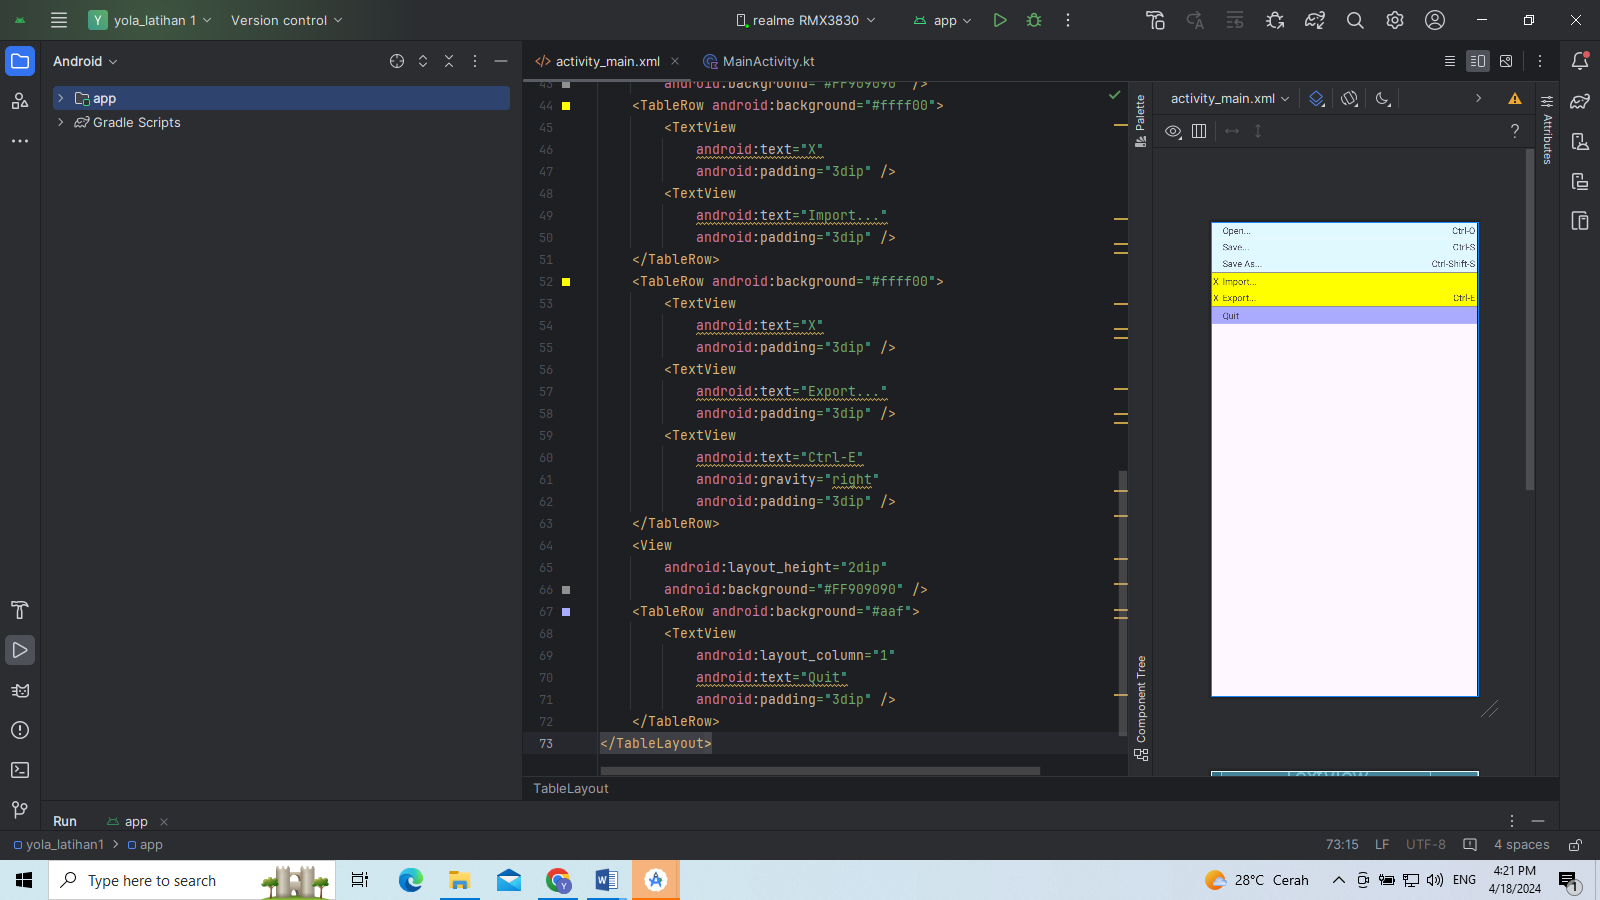 Y yola_latihan 1 Version control realme RMX3830 app
Android
app
Gradle Scripts
activity_main.xml MainActivity.kt
43 android:background="#FF909090" />
44 <TableRow android:background="#ffff00">
45 <TextView
46 android:text="X"
47 android:padding="3dip" />
48 <TextView
49 android:text="Import..."
50 android:padding="3dip" />
51 </TableRow>
52 <TableRow android:background="#ffff00">
53 <TextView
54 android:text="X"
55 android:padding="3dip" />
56 <TextView
57 android:text="Export..."
58 android:padding="3dip" />
59 <TextView
60 android:text="Ctrl-E"
61 android:gravity="right"
62 android:padding="3dip" />
63 </TableRow>
64 <View
65 android:layout_height="2dip"
66 android:background="#FF909090" />
67 <TableRow android:background="#aaf">
68 <TextView
69 android:layout_column="1"
70 android:text="Quit"
71 android:padding="3dip" />
72 </TableRow>
73 </TableLayout>
TableLayout
Palette
Component Tree
activity_main.xml
?
Attributes
Open... Ctrl-O
Save... Ctrl-S
Save As... Ctrl-Shift-S
X Import...
X Export... Ctrl-E
Quit
TextView
Run app
yola_latihan1 > app
73:15 LF UTF-8 4 spaces
Type here to search
28°C Cerah
ENG
4:21 PM
4/18/2024
1